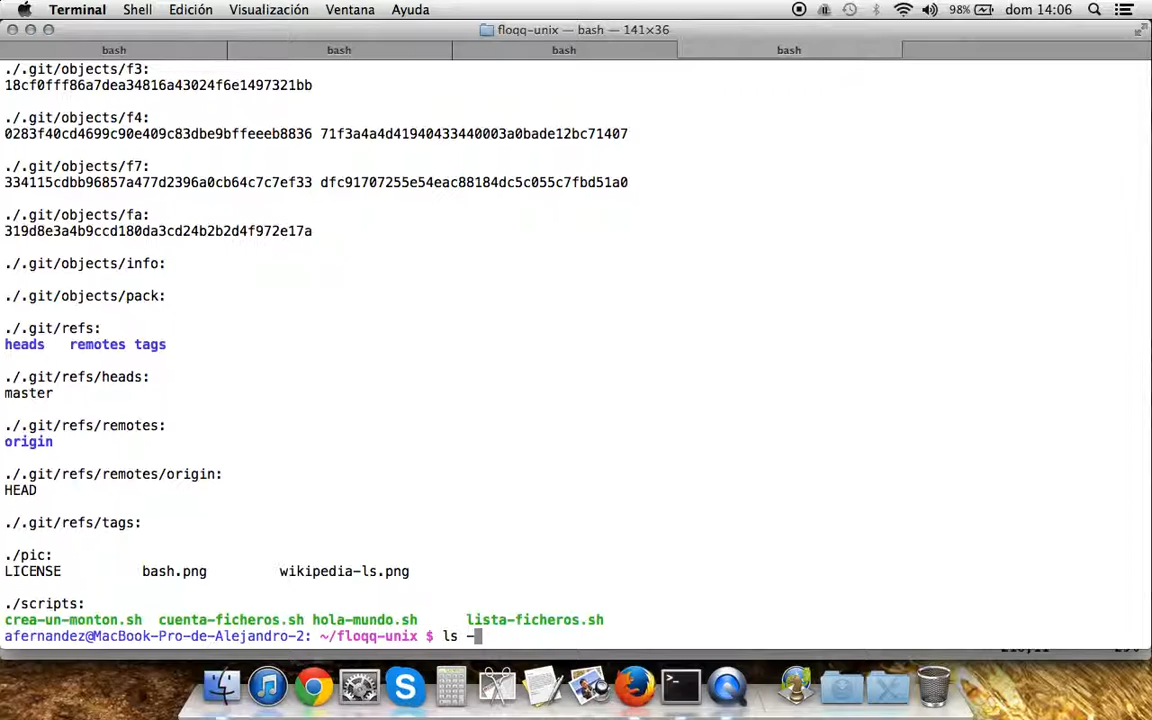 Terminal Shell Edición Visualización Ventana Ayuda 98% dom 14:06
floqq-unix — bash — 141×36
bash bash bash bash
./.git/objects/f3:
18cf0fff86a7dea34816a43024f6e1497321bb
./.git/objects/f4:
0283f40cd4699c90e409c83dbe9bffeeeb8836 71f3a4a4d41940433440003a0bade12bc71407
./.git/objects/f7:
334115cdbb96857a477d2396a0cb64c7c7ef33 dfc91707255e54eac88184dc5c055c7fbd51a0
./.git/objects/fa:
319d8e3a4b9ccd180da3cd24b2b2d4f972e17a
./.git/objects/info:
./.git/objects/pack:
./.git/refs:
heads remotes tags
./.git/refs/heads:
master
./.git/refs/remotes:
origin
./.git/refs/remotes/origin:
HEAD
./.git/refs/tags:
./pic:
LICENSE bash.png wikipedia-ls.png
./scripts:
crea-un-monton.sh cuenta-ficheros.sh hola-mundo.sh lista-ficheros.sh
afernandez@MacBook-Pro-de-Alejandro-2: ~/floqq-unix $ ls -